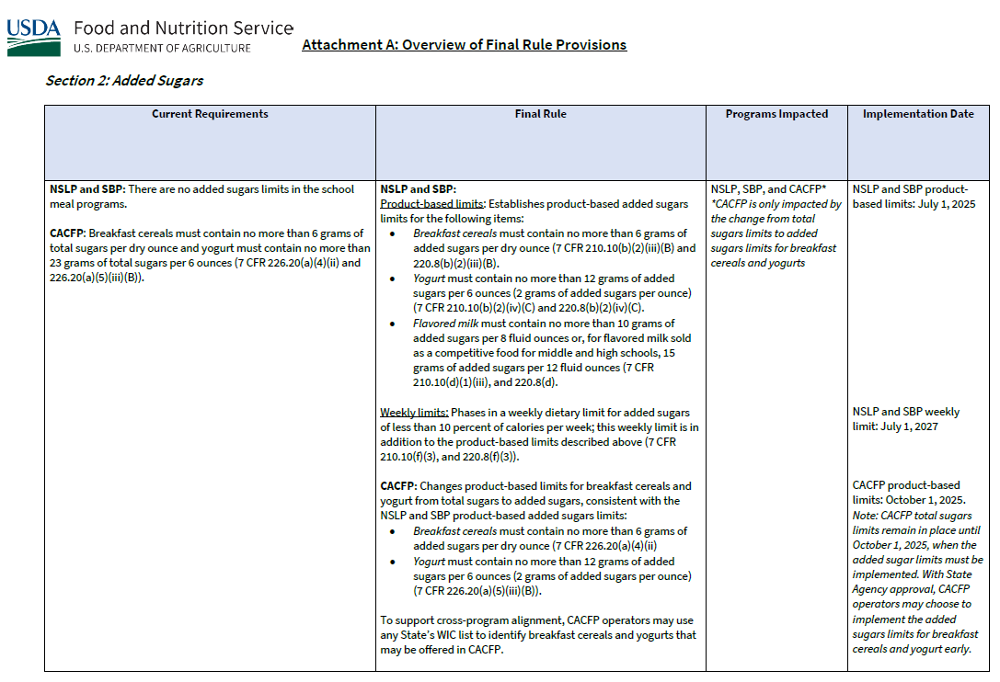 USDA
Food and Nutrition Service
U.S. DEPARTMENT OF AGRICULTURE
Attachment A: Overview of Final Rule Provisions
Section 2: Added Sugars
Current Requirements
Final Rule
Programs Impacted
Implementation Date
NSLP and SBP: There are no added sugars limits in the school
meal programs.
CACFP: Breakfast cereals must contain no more than 6 grams of
total sugars per dry ounce and yogurt must contain no more than
23 grams of total sugars per 6 ounces (7 CFR 226.20(a)(4)(ii) and
226.20(a)(5)(iii)(B)).
NSLP and SBP:
Product-based limits: Establishes product-based added sugars
limits for the following items:
• Breakfast cereals must contain no more than 6 grams of
added sugars per dry ounce (7 CFR 210.10(b)(2)(iii)(B) and
220.8(b)(2)(iii)(B).
• Yogurt must contain no more than 12 grams of added
sugars per 6 ounces (2 grams of added sugars per ounce)
(7 CFR 210.10(b)(2)(iv)(C) and 220.8(b)(2)(iv)(C).
• Flavored milk must contain no more than 10 grams of
added sugars per 8 fluid ounces or, for flavored milk sold
as a competitive food for middle and high schools, 15
grams of added sugars per 12 fluid ounces (7 CFR
210.10(d)(1)(iii), and 220.8(d).
Weekly limits: Phases in a weekly dietary limit for added sugars
of less than 10 percent of calories per week; this weekly limit is in
addition to the product-based limits described above (7 CFR
210.10(f)(3), and 220.8(f)(3)).
CACFP: Changes product-based limits for breakfast cereals and
yogurt from total sugars to added sugars, consistent with the
NSLP and SBP product-based added sugars limits:
• Breakfast cereals must contain no more than 6 grams of
added sugars per dry ounce (7 CFR 226.20(a)(4)(ii)
• Yogurt must contain no more than 12 grams of added
sugars per 6 ounces (2 grams of added sugars per ounce)
(7 CFR 226.20(a)(5)(iii)(B)).
To support cross-program alignment, CACFP operators may use
any State's WIC list to identify breakfast cereals and yogurts that
may be offered in CACFP.
NSLP, SBP, and CACFP*
*CACFP is only impacted by
the change from total
sugars limits to added
sugars limits for breakfast
cereals and yogurts
NSLP and SBP product-
based limits: July 1, 2025
NSLP and SBP weekly
limit: July 1, 2027
CACFP product-based
limits: October 1, 2025.
Note: CACFP total sugars
limits remain in place until
October 1, 2025, when the
added sugar limits must be
implemented. With State
Agency approval, CACFP
operators may choose to
implement the added
sugars limits for breakfast
cereals and yogurt early.